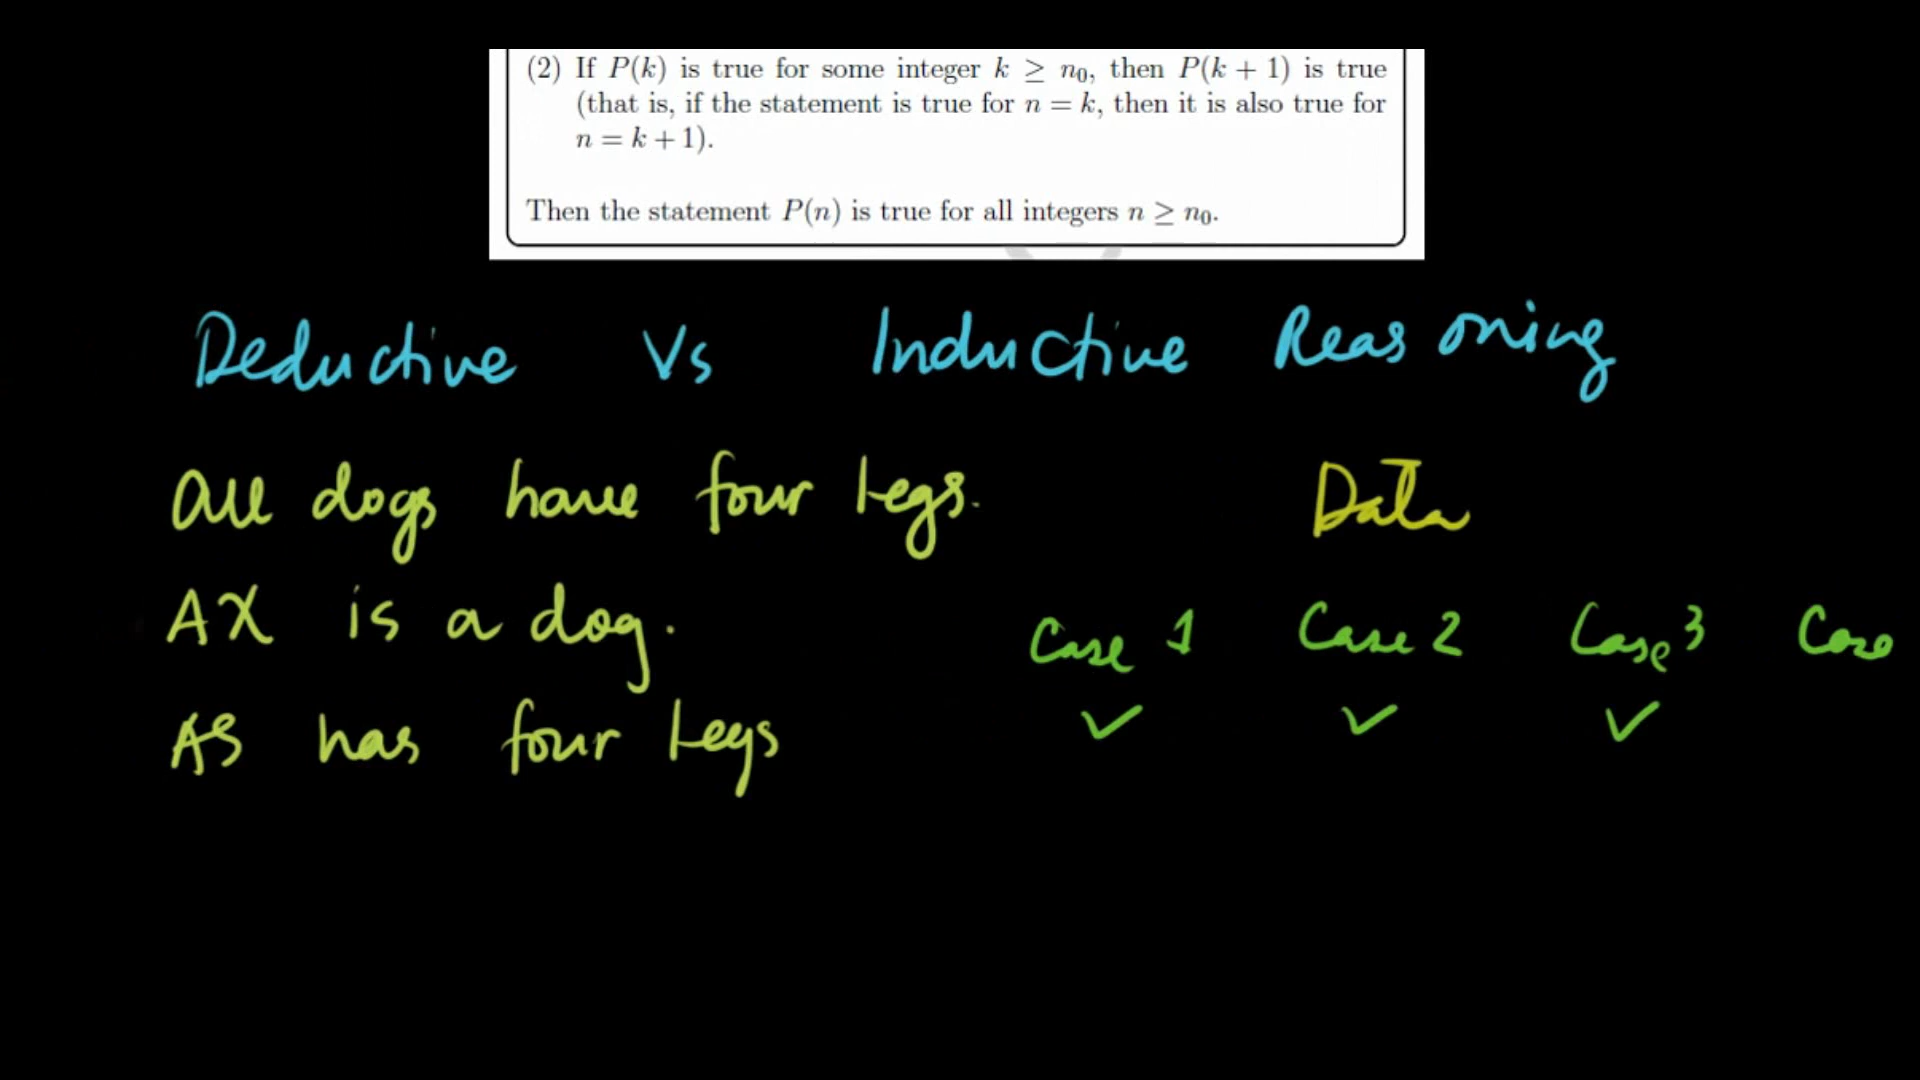 (2) If P(k) is true for some integer k ≥ n₀, then P(k + 1) is true
(that is, if the statement is true for n = k, then it is also true for
n = k + 1).
Then the statement P(n) is true for all integers n ≥ n₀.
Deductive Vs Inductive Reasoning
All dogs have four legs.
Data
AX is a dog.
Case 1 Case 2 Case 3 Case
✓ ✓ ✓
AS has four legs